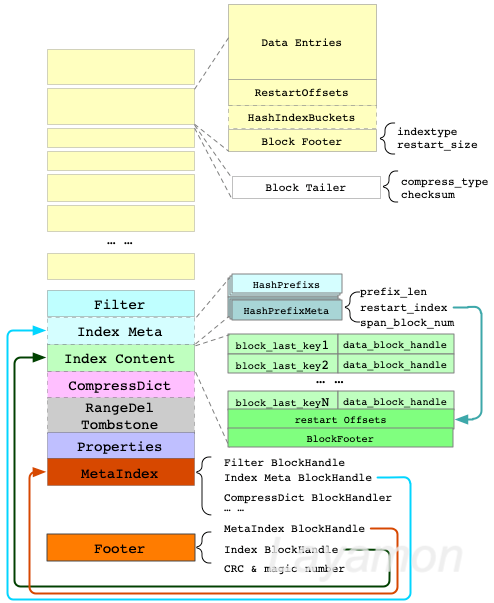 Data Entries
RestartOffsets
HashIndexBuckets
Block Footer
indextype
restart_size
Block Tailer
compress_type
checksum
… …
Filter
Index Meta
Index Content
CompressDict
RangeDel
Tombstone
Properties
MetaIndex
Footer
HashPrefixs
HashPrefixMeta
prefix_len
restart_index
span_block_num
block_last_key1 data_block_handle
block_last_key2 data_block_handle
… …
block_last_keyN data_block_handle
restart Offsets
BlockFooter
Filter BlockHandle
Index Meta BlockHandle
CompressDict BlockHandler
… …
MetaIndex BlockHandle
Index BlockHandle
CRC & magic number
Layamon